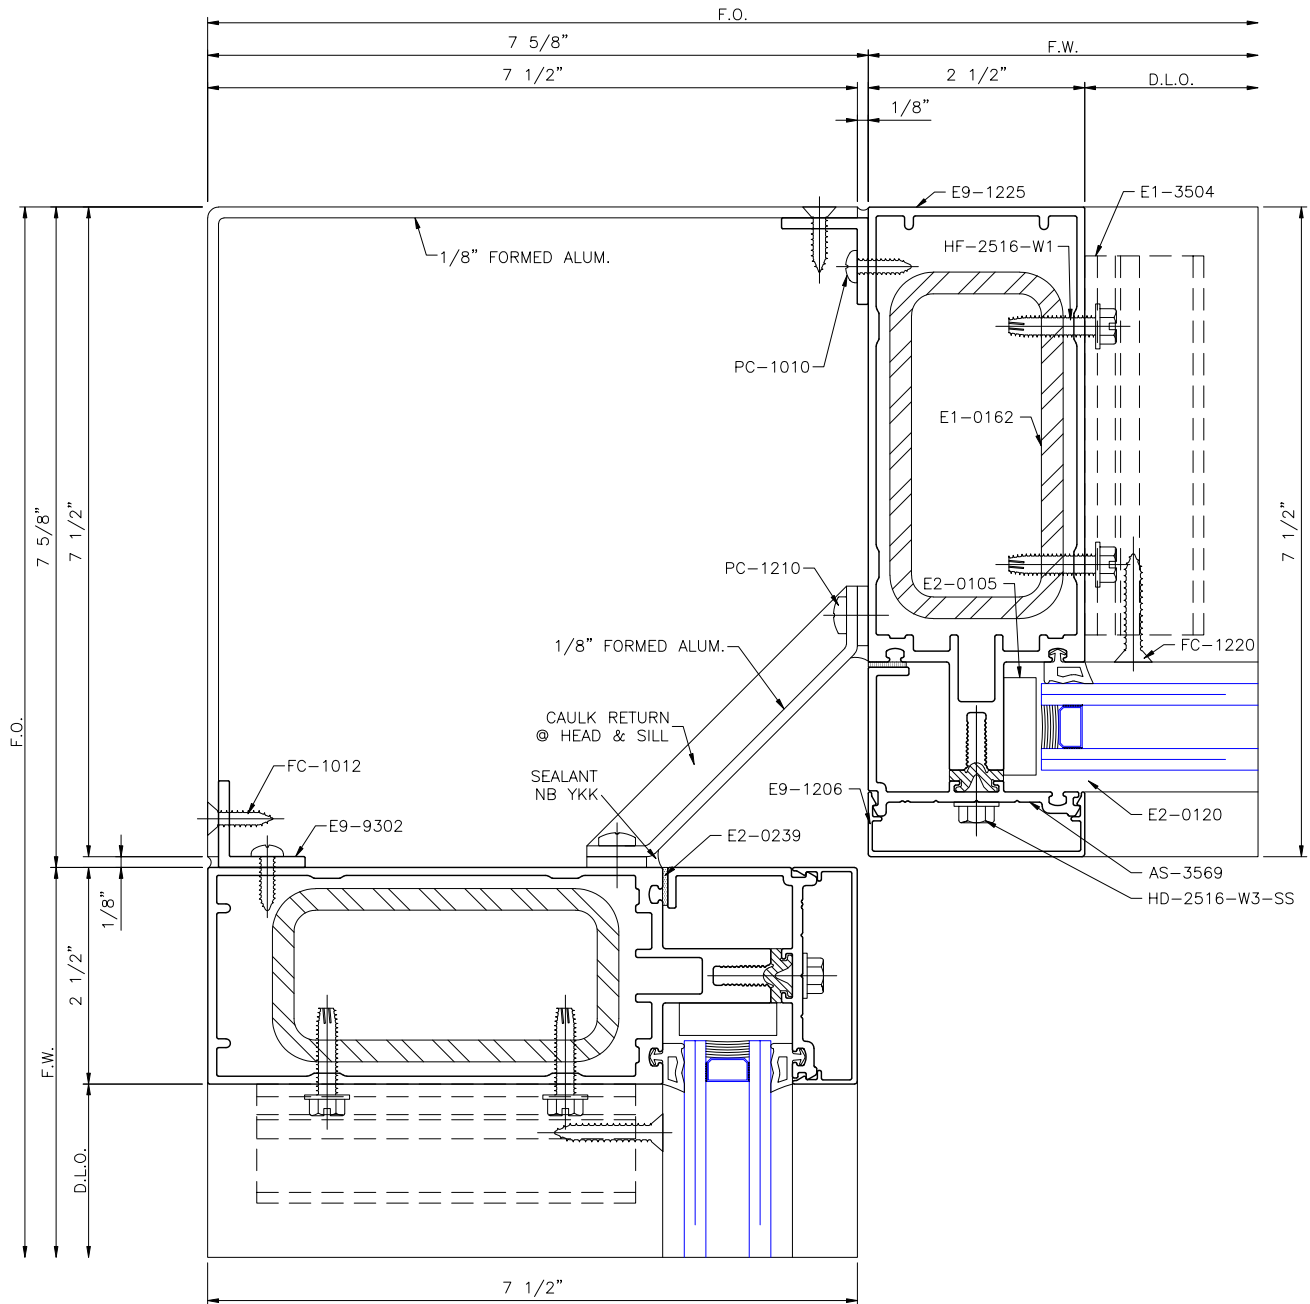 F.O.
7 5/8”
F.W.
7 1/2”
2 1/2”
D.L.O.
1/8”
E9-1225
E1-3504
HF-2516-W1
1/8” FORMED ALUM.
PC-1010
E1-0162
7 5/8”
7 1/2”
7 1/2”
PC-1210
E2-0105
1/8” FORMED ALUM.
FC-1220
F.O.
CAULK RETURN
@ HEAD & SILL
FC-1012
SEALANT
NB YKK
E9-1206
E2-0120
E9-9302
E2-0239
AS-3569
HD-2516-W3-SS
1/8”
2 1/2”
F.W.
D.L.O.
7 1/2”